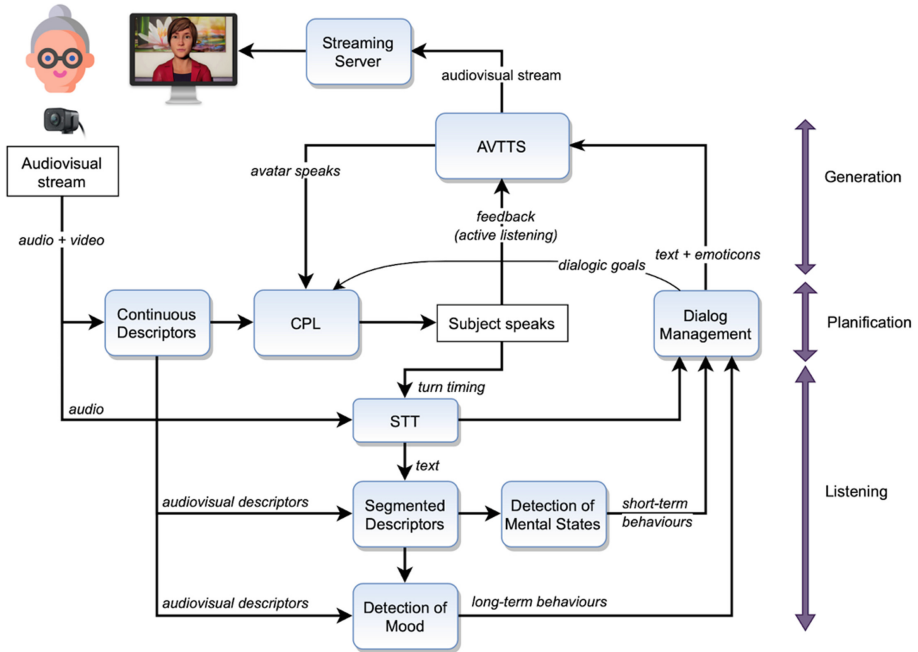 Streaming
Server
audiovisual stream
AVTTS
Audiovisual
stream
avatar speaks
Generation
feedback
(active listening)
audio + video
text + emoticons
dialogic goals
Continuous
Descriptors
CPL
Subject speaks
Dialog
Management
Planification
turn timing
audio
STT
text
audiovisual descriptors
Segmented
Descriptors
Detection of
Mental States
short-term
behaviours
Listening
audiovisual descriptors
Detection of
Mood
long-term behaviours